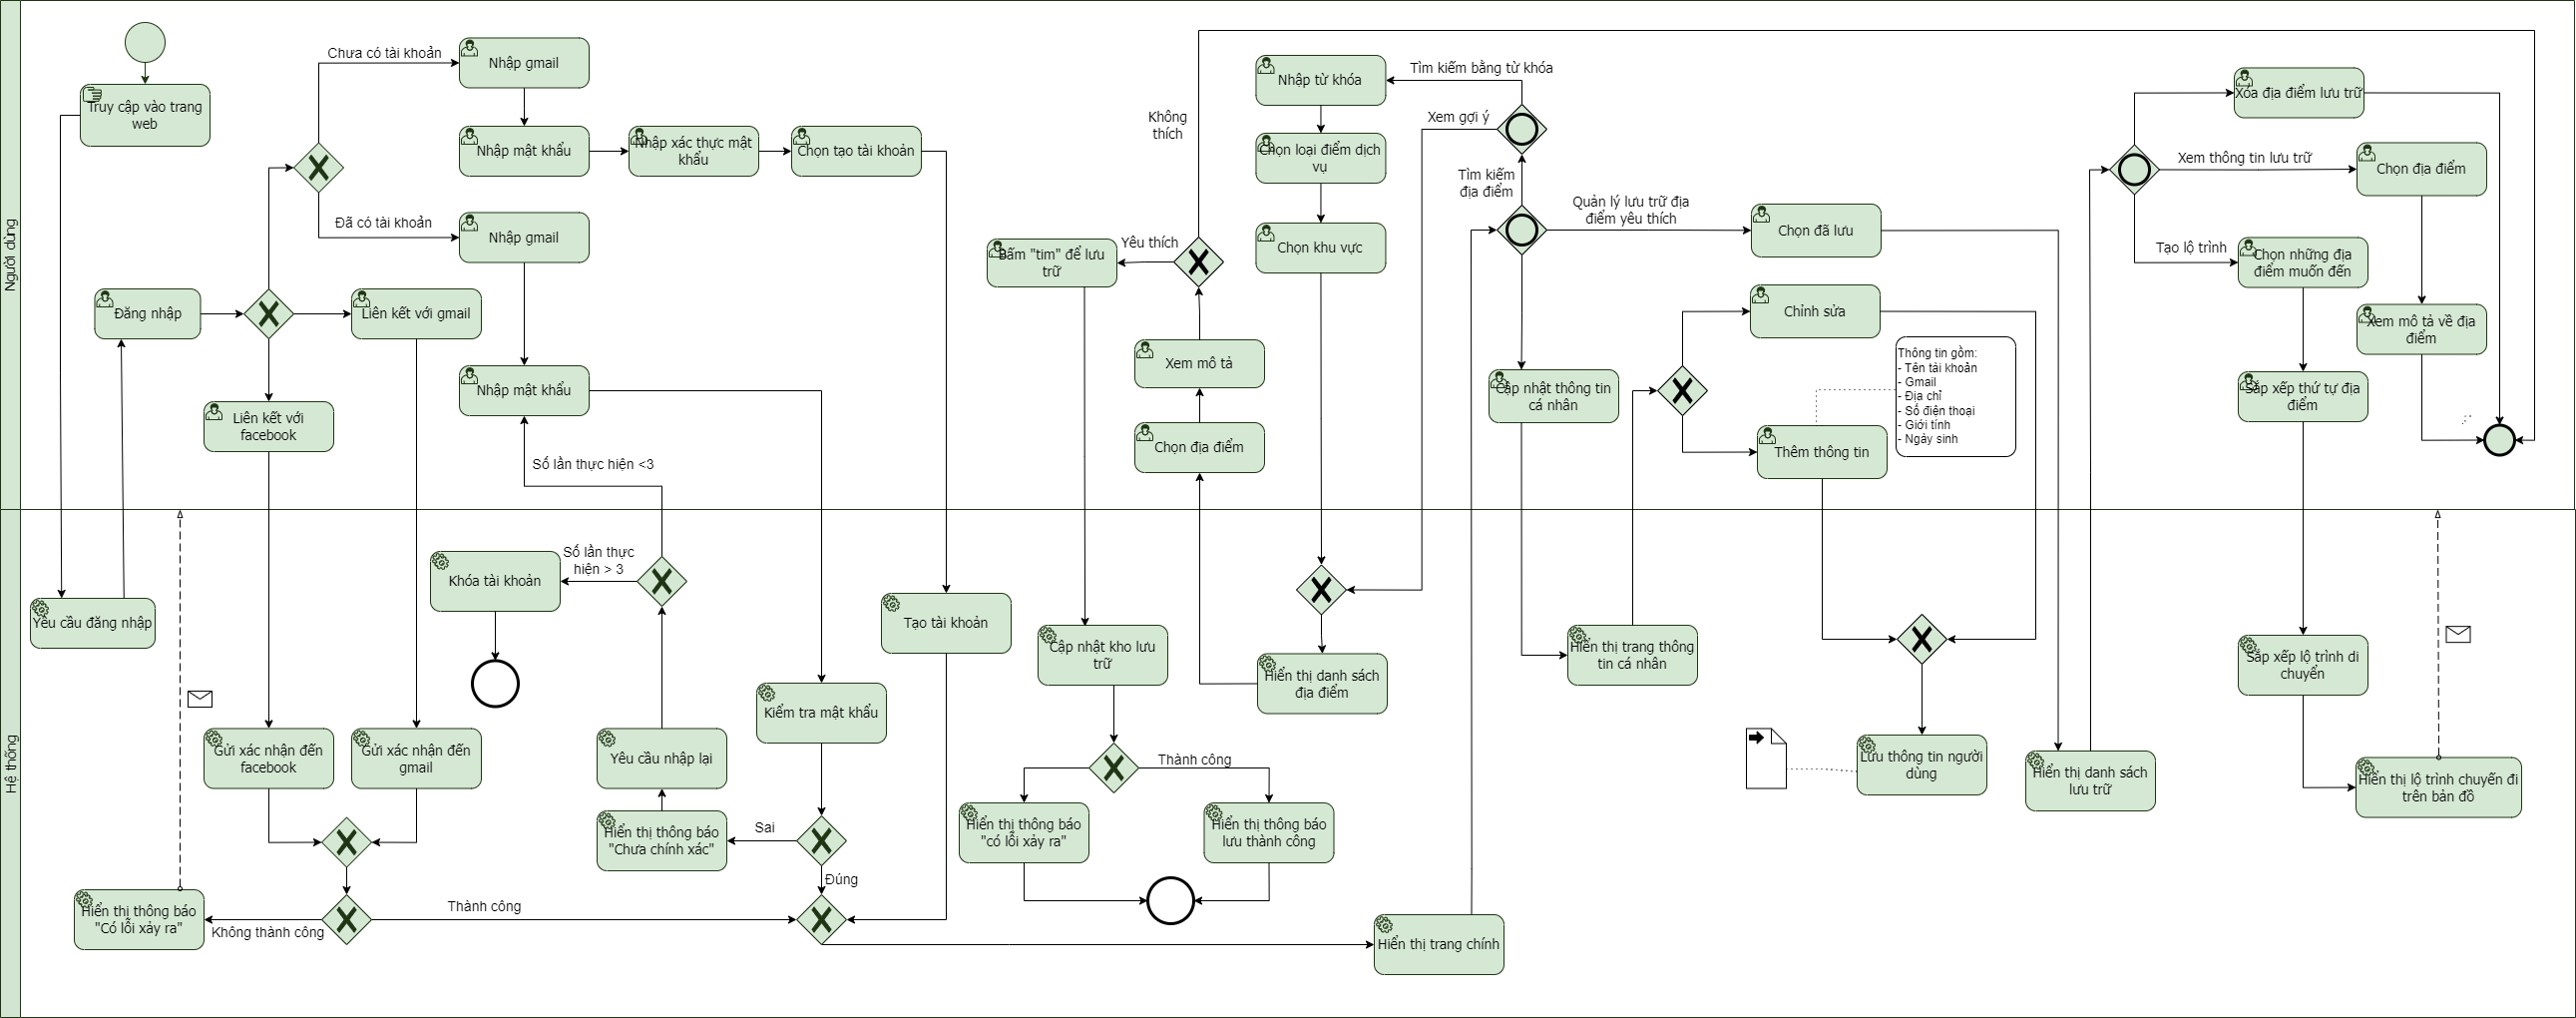 Người dùng
Truy cập vào trang
web
Chưa có tài khoản
Nhập gmail
Nhập mật khẩu
Nhập xác thực mật
khẩu
Chọn tạo tài khoản
Đã có tài khoản
Nhập gmail
Đăng nhập
Liên kết với gmail
Liên kết với
facebook
Nhập mật khẩu
Số lần thực hiện <3
Không
thích
Yêu thích
Bấm "tim" để lưu
trữ
Xem mô tả
Chọn địa điểm
Nhập từ khóa
Chọn loại điểm dịch
vụ
Chọn khu vực
Tìm kiếm bằng từ khóa
Xem gợi ý
Tìm kiếm
địa điểm
Quản lý lưu trữ địa
điểm yêu thích
Chọn đã lưu
Cập nhật thông tin
cá nhân
Chỉnh sửa
Thêm thông tin
Thông tin gồm:
- Tên tài khoản
- Gmail
- Địa chỉ
- Số điện thoại
- Giới tính
- Ngày sinh
Xóa địa điểm lưu trữ
Xem thông tin lưu trữ
Chọn địa điểm
Tạo lộ trình
Chọn những địa
điểm muốn đến
Xem mô tả về địa
điểm
Sắp xếp thứ tự địa
điểm
Hệ thống
Yêu cầu đăng nhập
Gửi xác nhận đến
facebook
Gửi xác nhận đến
gmail
Hiển thị thông báo
"Có lỗi xảy ra"
Không thành công
Thành công
Khóa tài khoản
Số lần thực
hiện > 3
Yêu cầu nhập lại
Hiển thị thông báo
"Chưa chính xác"
Sai
Kiểm tra mật khẩu
Đúng
Tạo tài khoản
Cập nhật kho lưu
trữ
Thành công
Hiển thị thông báo
"có lỗi xảy ra"
Hiển thị thông báo
lưu thành công
Hiển thị danh sách
địa điểm
Hiển thị trang chính
Hiển thị trang thông
tin cá nhân
Lưu thông tin người
dùng
Hiển thị danh sách
lưu trữ
Sắp xếp lộ trình di
chuyển
Hiển thị lộ trình chuyến đi
trên bản đồ